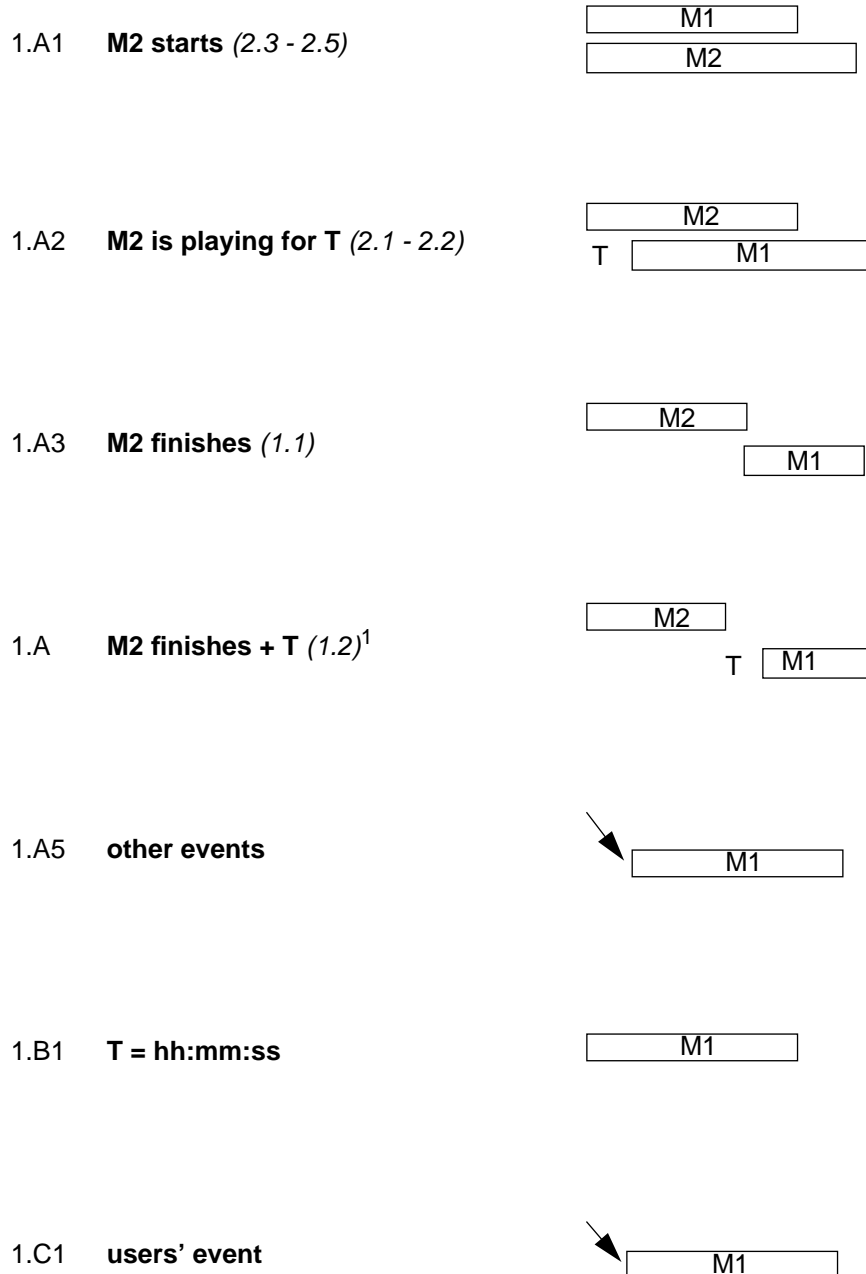 M1
1.A1 M2 starts (2.3 - 2.5)
M2
M2
1.A2 M2 is playing for T (2.1 - 2.2)
T M1
M2
1.A3 M2 finishes (1.1)
M1
M2
1.A M2 finishes + T (1.2)1
T M1
1.A5 other events
M1
1.B1 T = hh:mm:ss M1
1.C1 users’ event M1